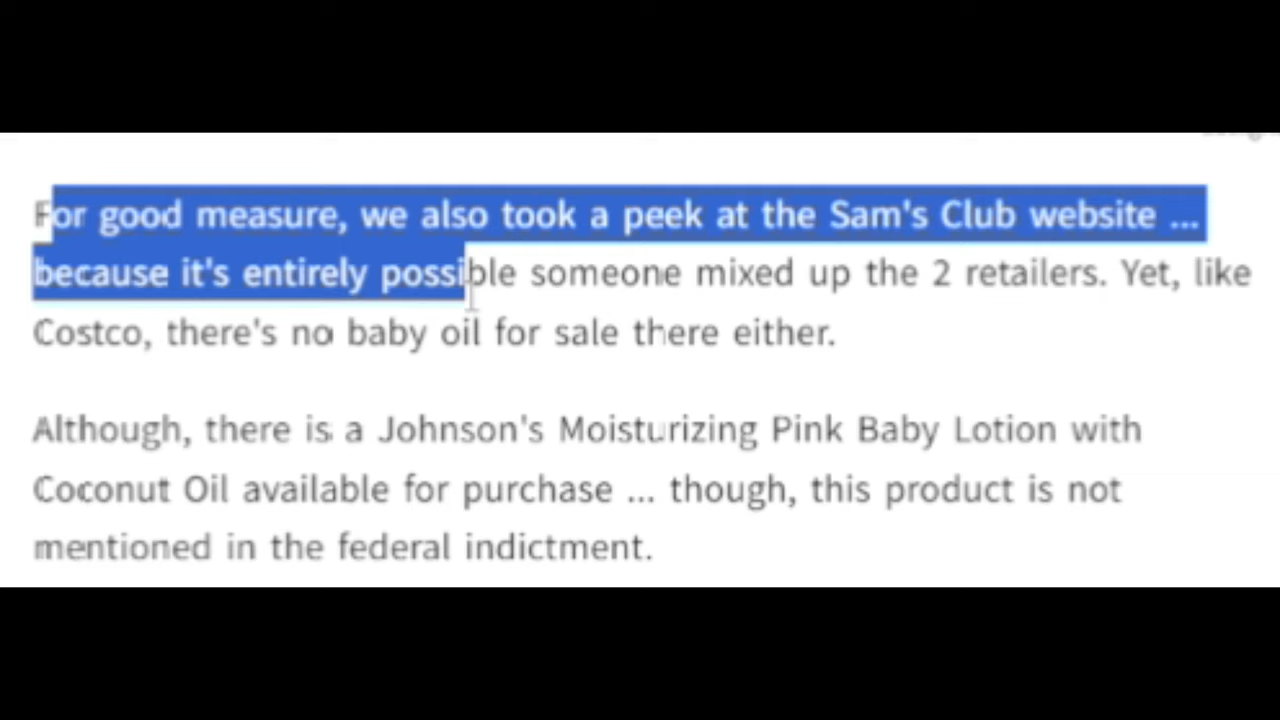 For good measure, we also took a peek at the Sam's Club website ...
because it's entirely possible someone mixed up the 2 retailers. Yet, like
Costco, there's no baby oil for sale there either.
Although, there is a Johnson's Moisturizing Pink Baby Lotion with
Coconut Oil available for purchase ... though, this product is not
mentioned in the federal indictment.